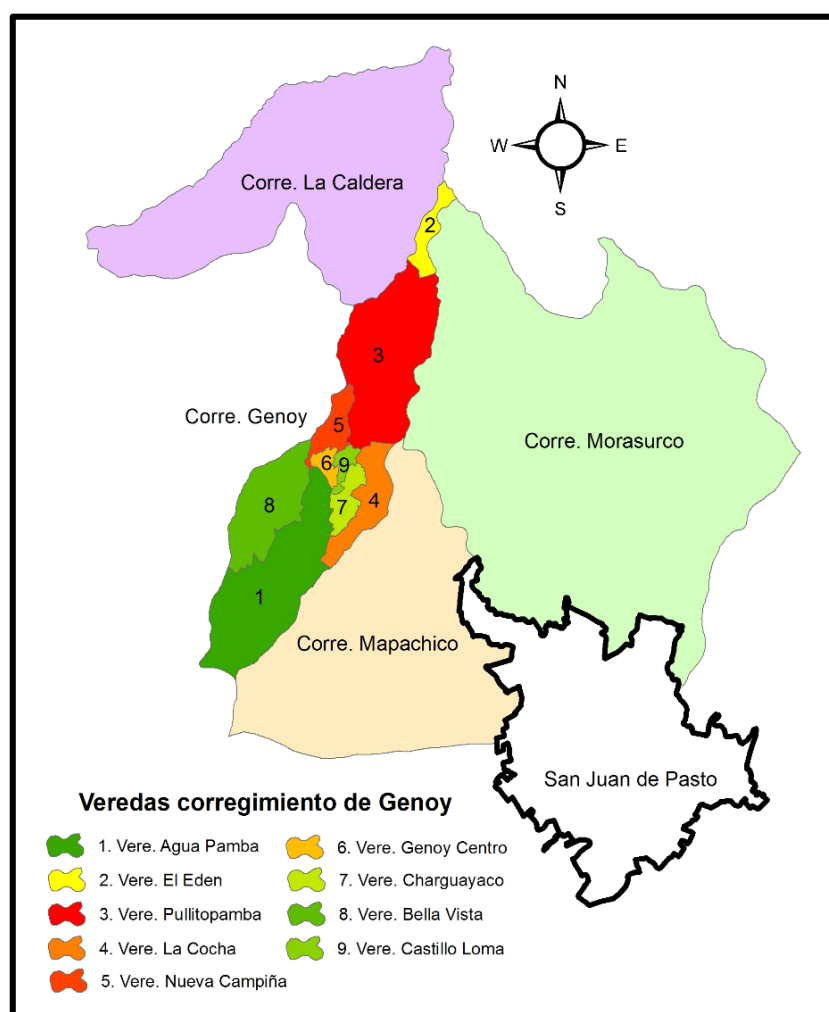 N
W E
S
Corre. La Caldera
2
3
Corre. Genoy
5
Corre. Morasurco
6 9
8
7
4
1
Corre. Mapachico
San Juan de Pasto
Veredas corregimiento de Genoy
1. Vere. Agua Pamba
2. Vere. El Eden
3. Vere. Pullitopamba
4. Vere. La Cocha
5. Vere. Nueva Campiña
6. Vere. Genoy Centro
7. Vere. Charguayaco
8. Vere. Bella Vista
9. Vere. Castillo Loma